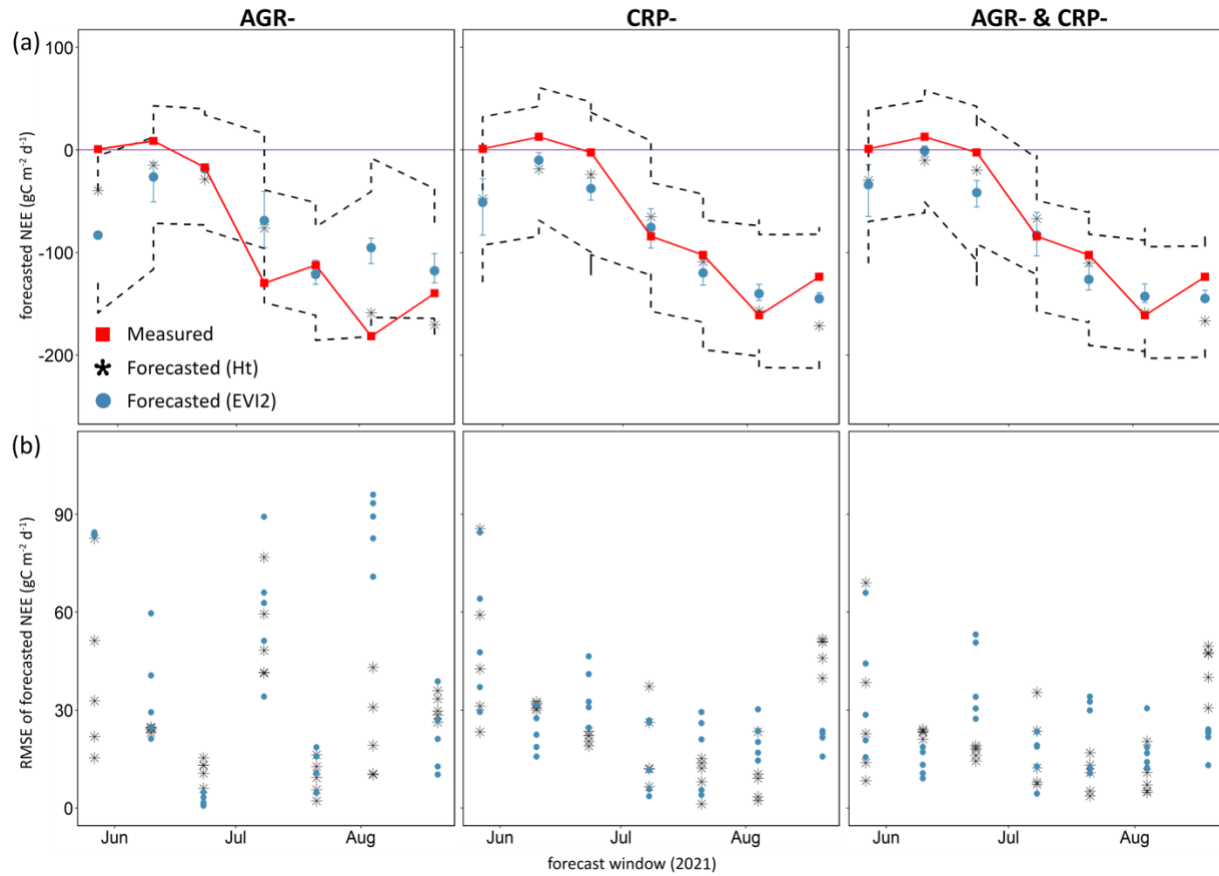 AGR-
CRP-
AGR- & CRP-
(a)
forecasted NEE (gC m⁻² d⁻¹)
100
0
-100
-200
Measured
Forecasted (Ht)
Forecasted (EVI2)
Jun
Jul
Aug
(b)
RMSE of forecasted NEE (gC m⁻² d⁻¹)
90
60
30
0
Jun
Jul
Aug
Jun
Jul
Aug
forecast window (2021)